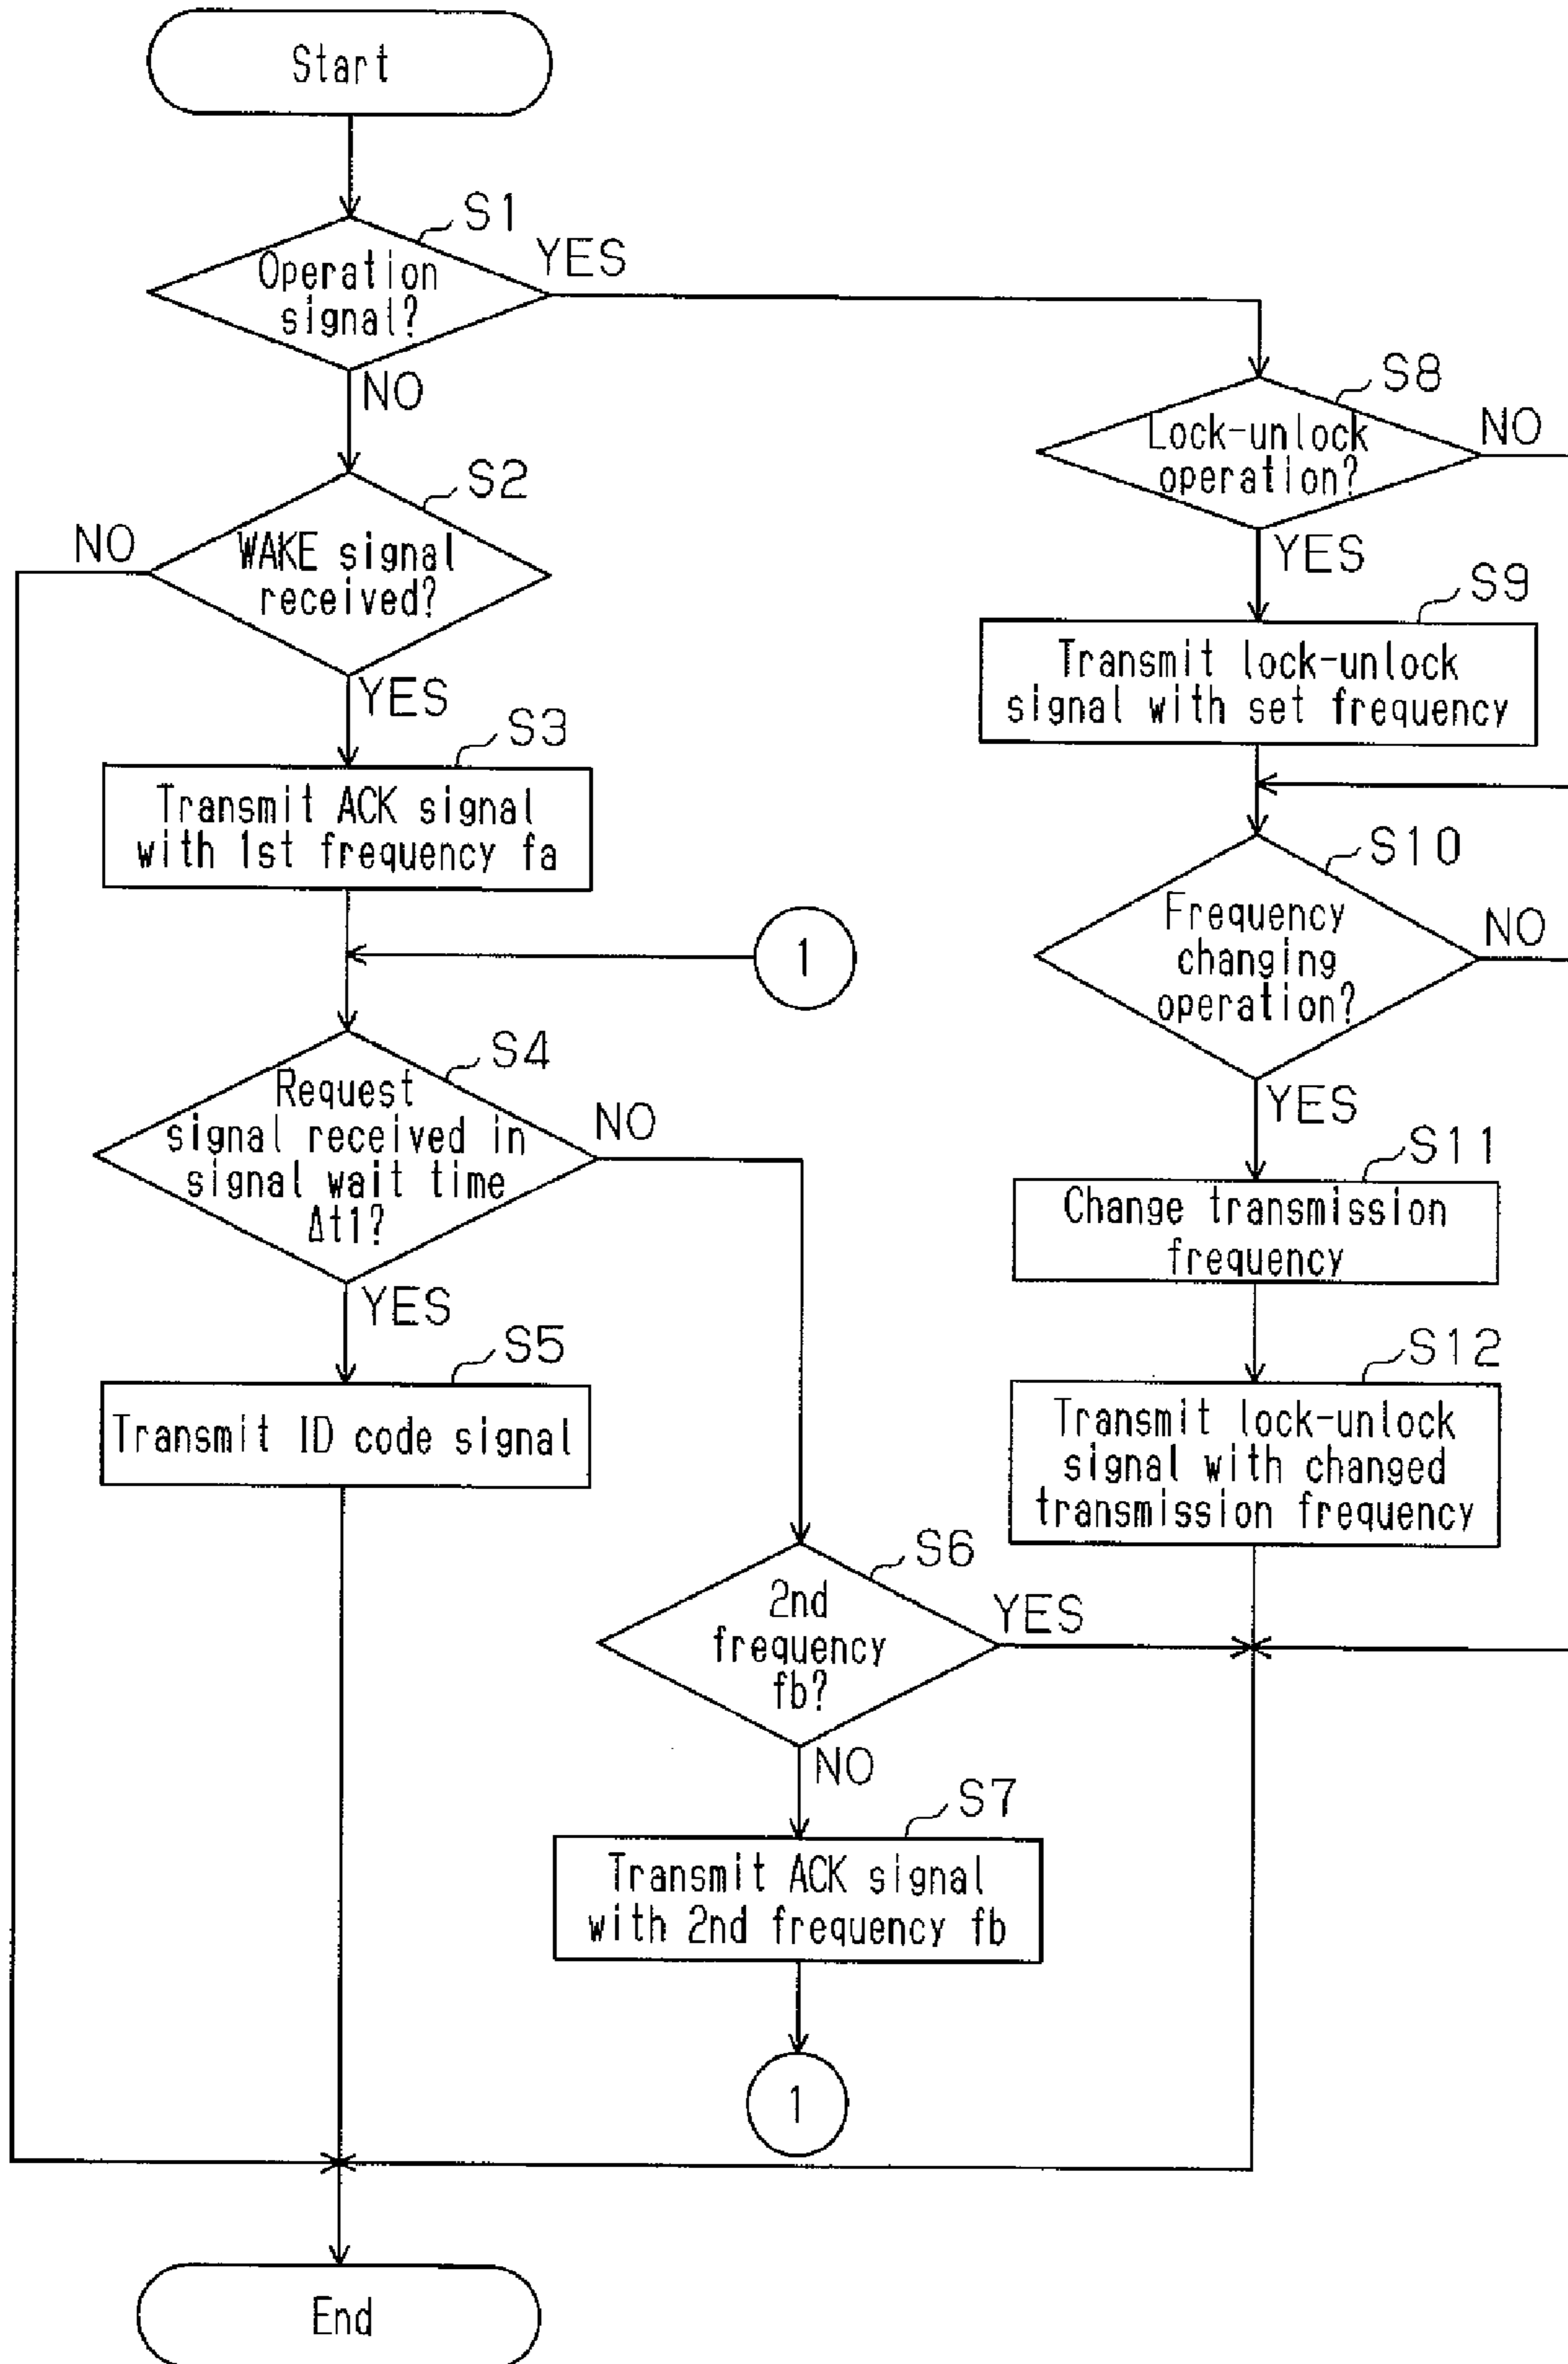 Start
S1
Operation
signal?
YES
NO
S2
WAKE signal
received?
NO
YES
S3
Transmit ACK signal
with 1st frequency fa
1
S4
Request
signal received in
signal wait time
Δt1?
NO
YES
S5
Transmit ID code signal
S6
2nd
frequency
fb?
YES
NO
S7
Transmit ACK signal
with 2nd frequency fb
1
S8
Lock-unlock
operation?
NO
YES
S9
Transmit lock-unlock
signal with set frequency
S10
Frequency
changing
operation?
NO
YES
S11
Change transmission
frequency
S12
Transmit lock-unlock
signal with changed
transmission frequency
End